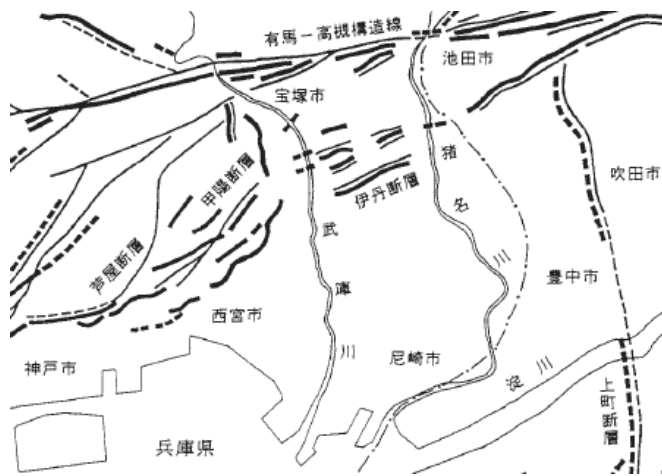 有馬－高槻構造線
池田市
宝塚市
吹田市
猪名川
甲陽断層
伊丹断層
芦屋断層
武庫川
豊中市
西宮市
神戸市
尼崎市
淀川
上町断層
兵庫県